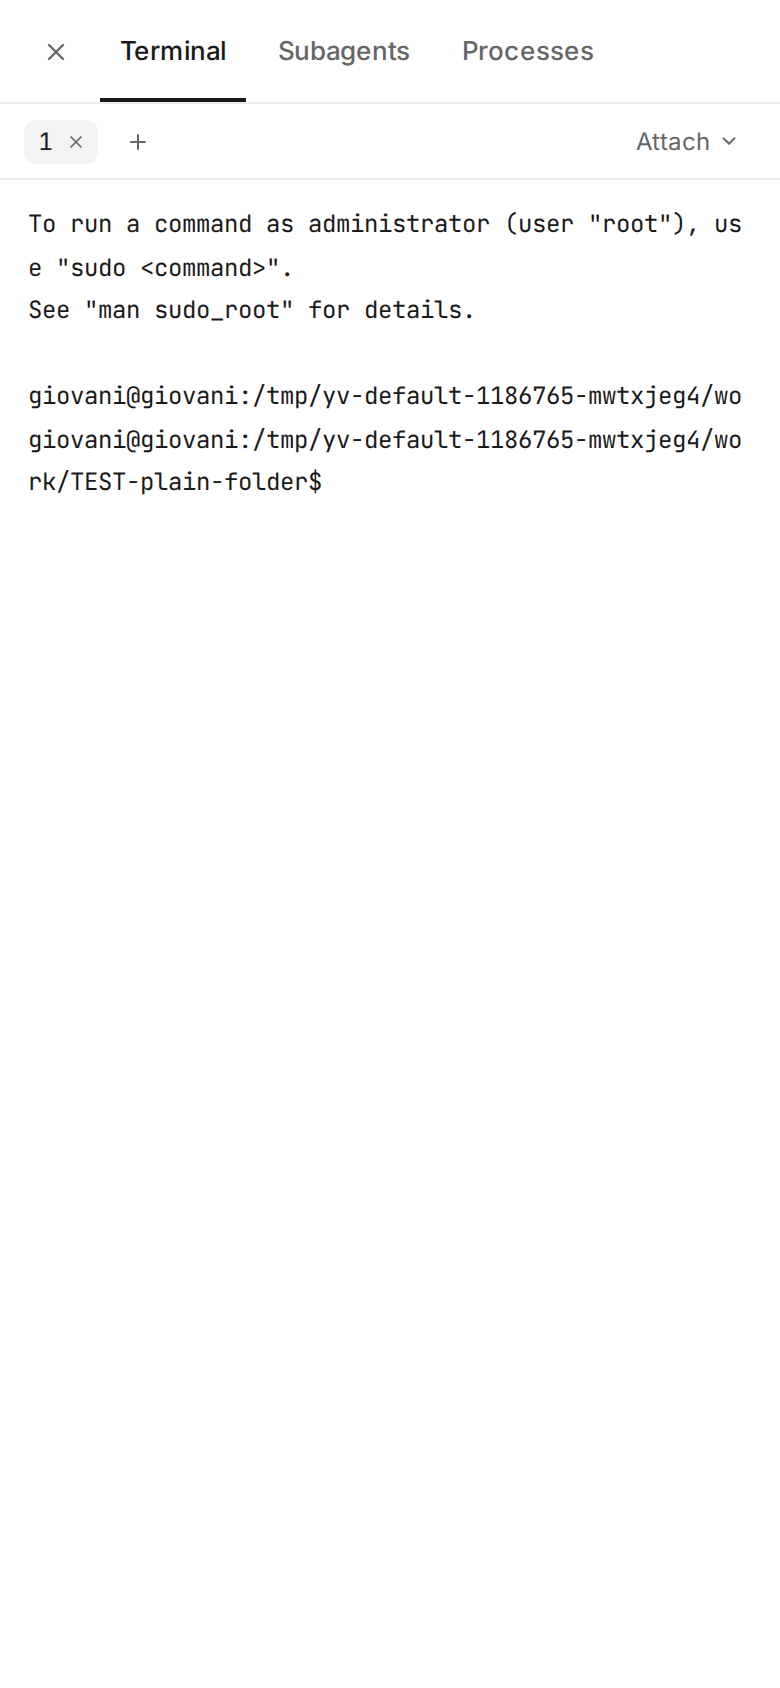 Terminal
Subagents
Processes
1
Attach
To run a command as administrator (user "root"), us
e "sudo <command>".
See "man sudo_root" for details.
giovani@giovani:/tmp/yv-default-1186765-mwtxjeg4/wo
giovani@giovani:/tmp/yv-default-1186765-mwtxjeg4/wo
rk/TEST-plain-folder$